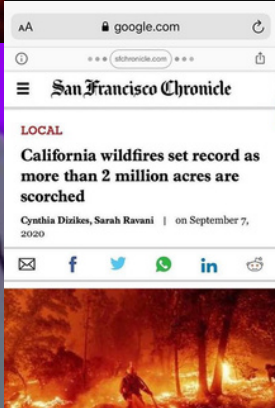 AA google.com
sfchronicle.com
San Francisco Chronicle
LOCAL
California wildfires set record as
more than 2 million acres are
scorched
Cynthia Dizikes, Sarah Ravani | on September 7,
2020
f in